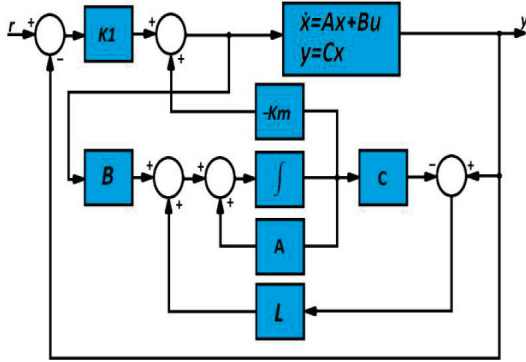 r + − K1 + + ẋ=Ax+Bu y
y=Cx
-Km
B + + + + ∫ C − +
A
L